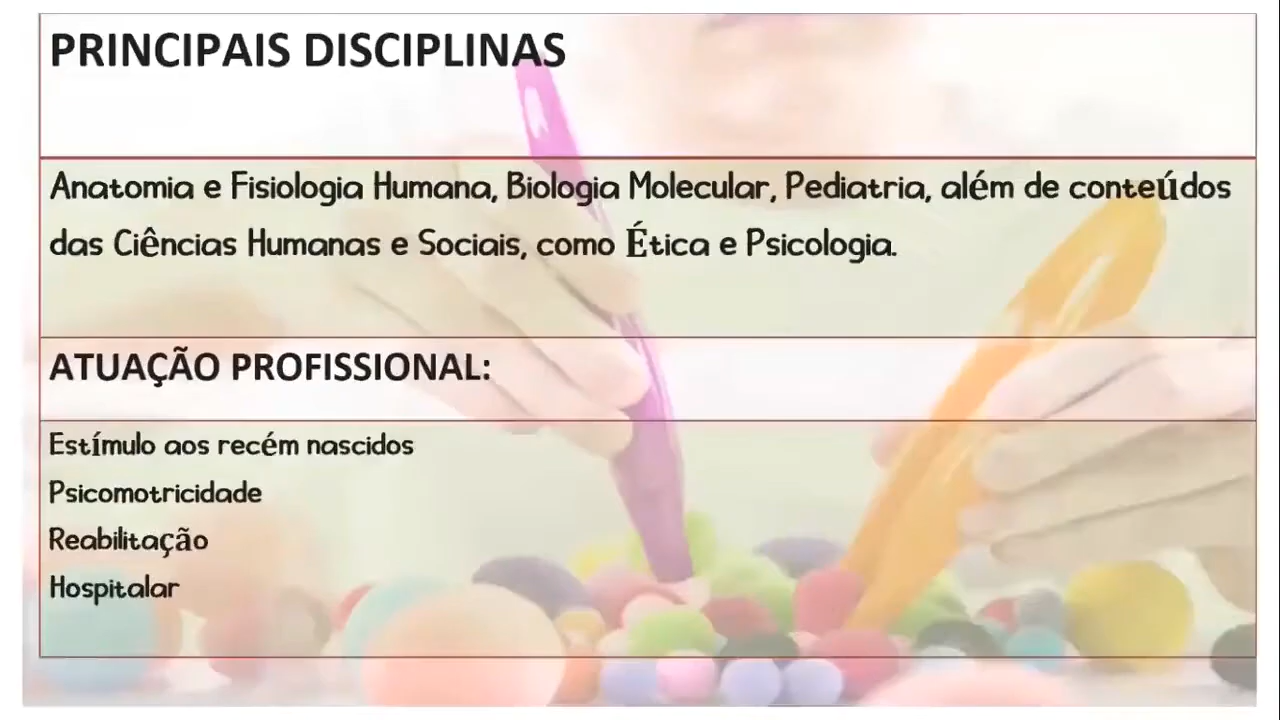 PRINCIPAIS DISCIPLINAS
Anatomia e Fisiologia Humana, Biologia Molecular, Pediatria, além de conteúdos
das Ciências Humanas e Sociais, como Ética e Psicologia.
ATUAÇÃO PROFISSIONAL:
Estímulo aos recém nascidos
Psicomotricidade
Reabilitação
Hospitalar